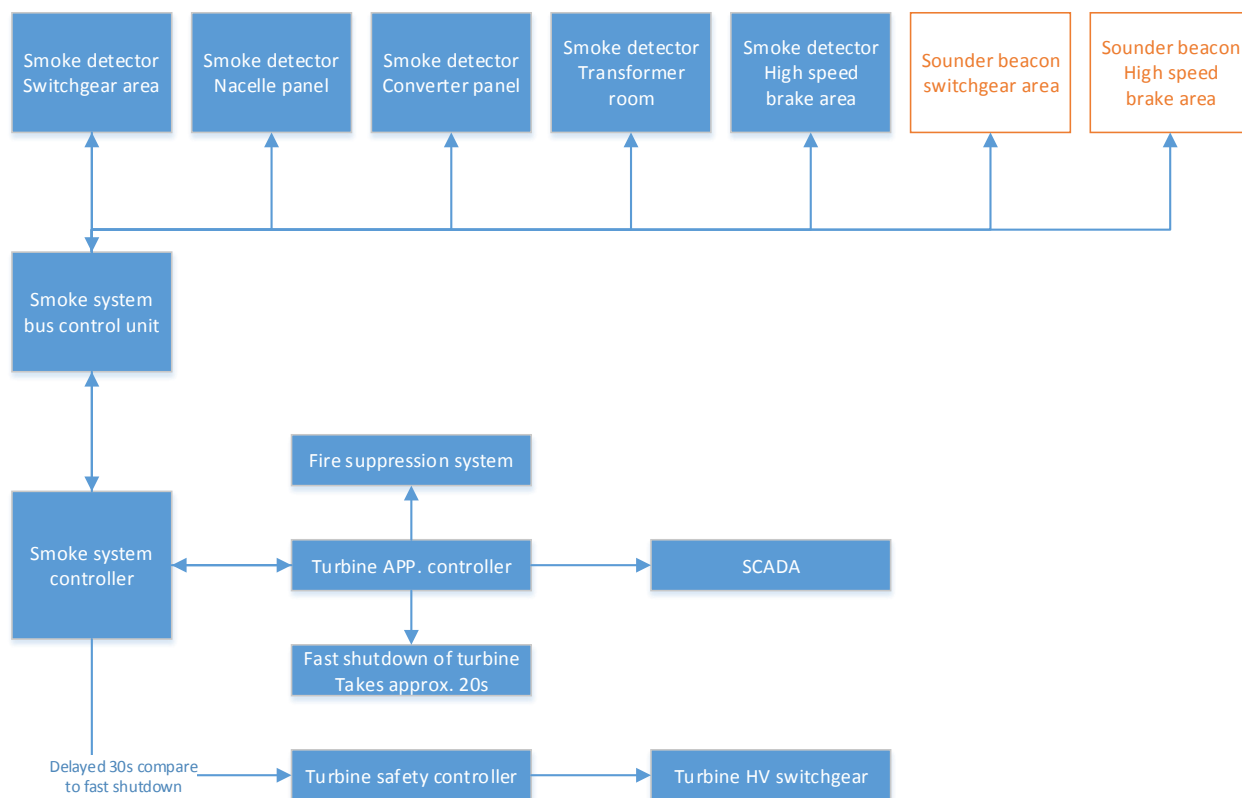 Smoke detector
Switchgear area
Smoke detector
Nacelle panel
Smoke detector
Converter panel
Smoke detector
Transformer
room
Smoke detector
High speed
brake area
Sounder beacon
switchgear area
Sounder beacon
High speed
brake area
Smoke system
bus control unit
Fire suppression system
Smoke system
controller
Turbine APP. controller
SCADA
Fast shutdown of turbine
Takes approx. 20s
Delayed 30s compare
to fast shutdown
Turbine safety controller
Turbine HV switchgear